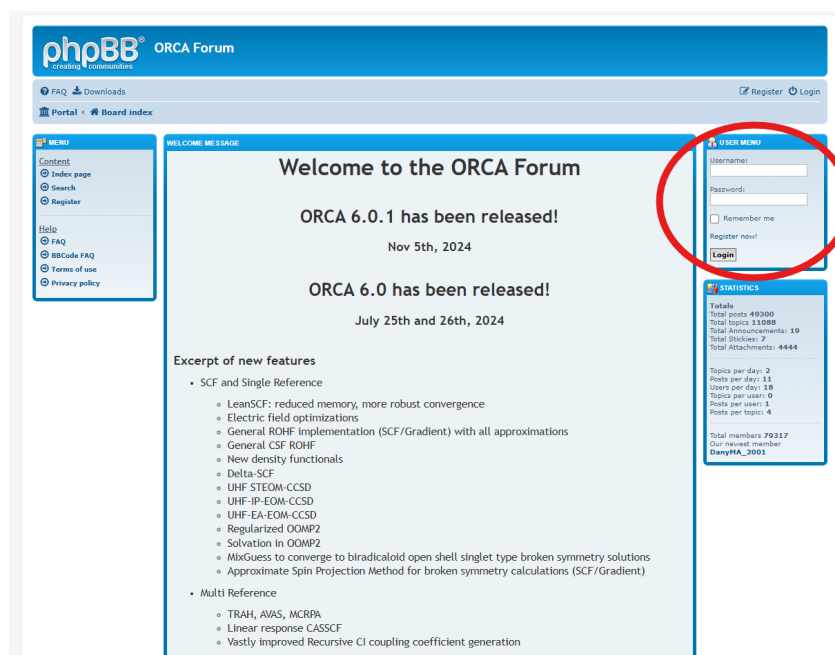 phpBB® ORCA Forum
creating communities
FAQ Downloads
Register Login
Portal ‹ Board index
MENU
Content
Index page
Search
Register
Help
FAQ
BBCode FAQ
Terms of use
Privacy policy
WELCOME MESSAGE
Welcome to the ORCA Forum
ORCA 6.0.1 has been released!
Nov 5th, 2024
ORCA 6.0 has been released!
July 25th and 26th, 2024
Excerpt of new features
• SCF and Single Reference
◦ LeanSCF: reduced memory, more robust convergence
◦ Electric field optimizations
◦ General ROHF implementation (SCF/Gradient) with all approximations
◦ General CSF ROHF
◦ New density functionals
◦ Delta-SCF
◦ UHF STEOM-CCSD
◦ UHF-IP-EOM-CCSD
◦ UHF-EA-EOM-CCSD
◦ Regularized OOMP2
◦ Solvation in OOMP2
◦ MixGuess to converge to biradicaloid open shell singlet type broken symmetry solutions
◦ Approximate Spin Projection Method for broken symmetry calculations (SCF/Gradient)
• Multi Reference
◦ TRAH, AVAS, MCRPA
◦ Linear response CASSCF
◦ Vastly improved Recursive CI coupling coefficient generation
USER MENU
Username:
Password:
Remember me
Register now!
Login
STATISTICS
Totals
Total posts 49300
Total topics 11088
Total Announcements: 19
Total Stickies: 7
Total Attachments: 4444
Topics per day: 2
Posts per day: 11
Users per day: 18
Topics per user: 0
Posts per user: 1
Posts per topic: 4
Total members 79317
Our newest member
DanyMA_2001